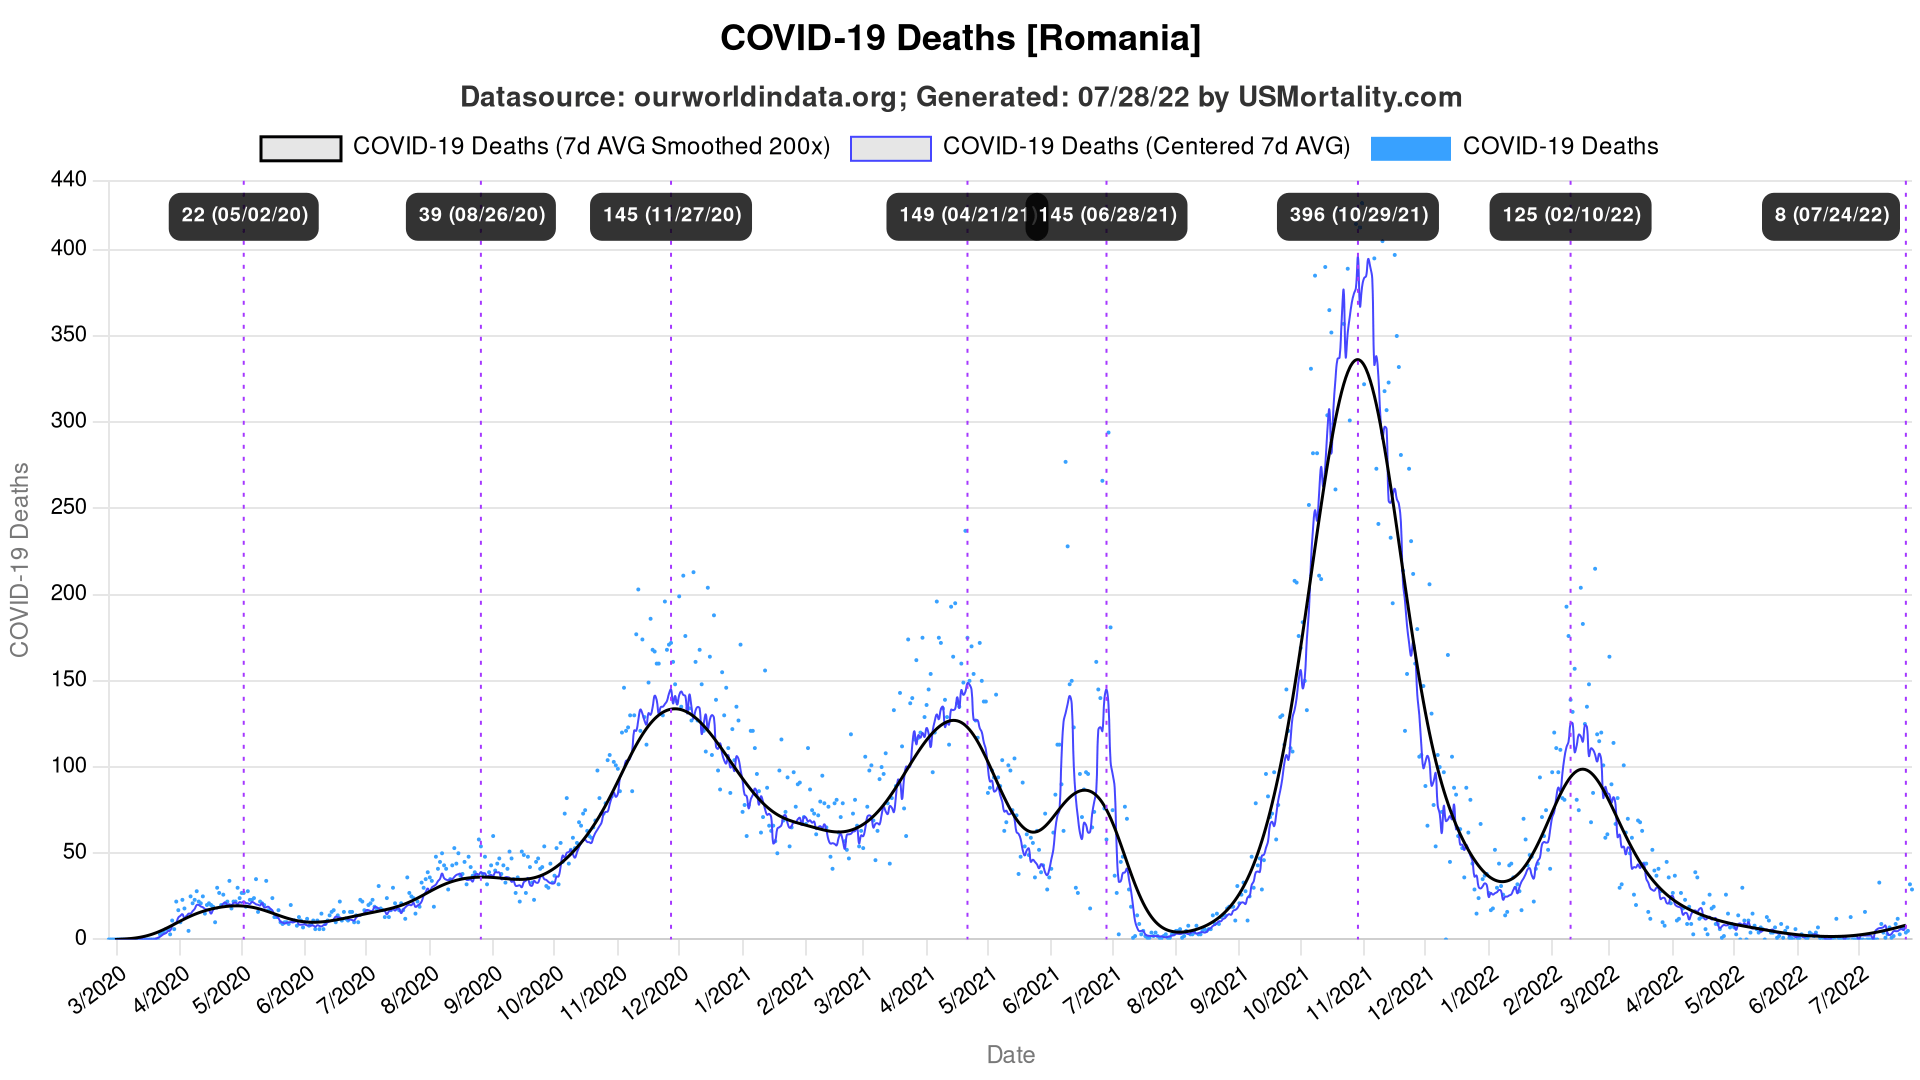 COVID-19 Deaths [Romania]
Datasource: ourworldindata.org; Generated: 07/28/22 by USMortality.com
COVID-19 Deaths (7d AVG Smoothed 200x) COVID-19 Deaths (Centered 7d AVG) COVID-19 Deaths
22 (05/02/20) 39 (08/26/20) 145 (11/27/20) 149 (04/21/21) 145 (06/28/21) 396 (10/29/21) 125 (02/10/22) 8 (07/24/22)
COVID-19 Deaths
440
400
350
300
250
200
150
100
50
0
3/2020 4/2020 5/2020 6/2020 7/2020 8/2020 9/2020 10/2020 11/2020 12/2020 1/2021 2/2021 3/2021 4/2021 5/2021 6/2021 7/2021 8/2021 9/2021 10/2021 11/2021 12/2021 1/2022 2/2022 3/2022 4/2022 5/2022 6/2022 7/2022
Date